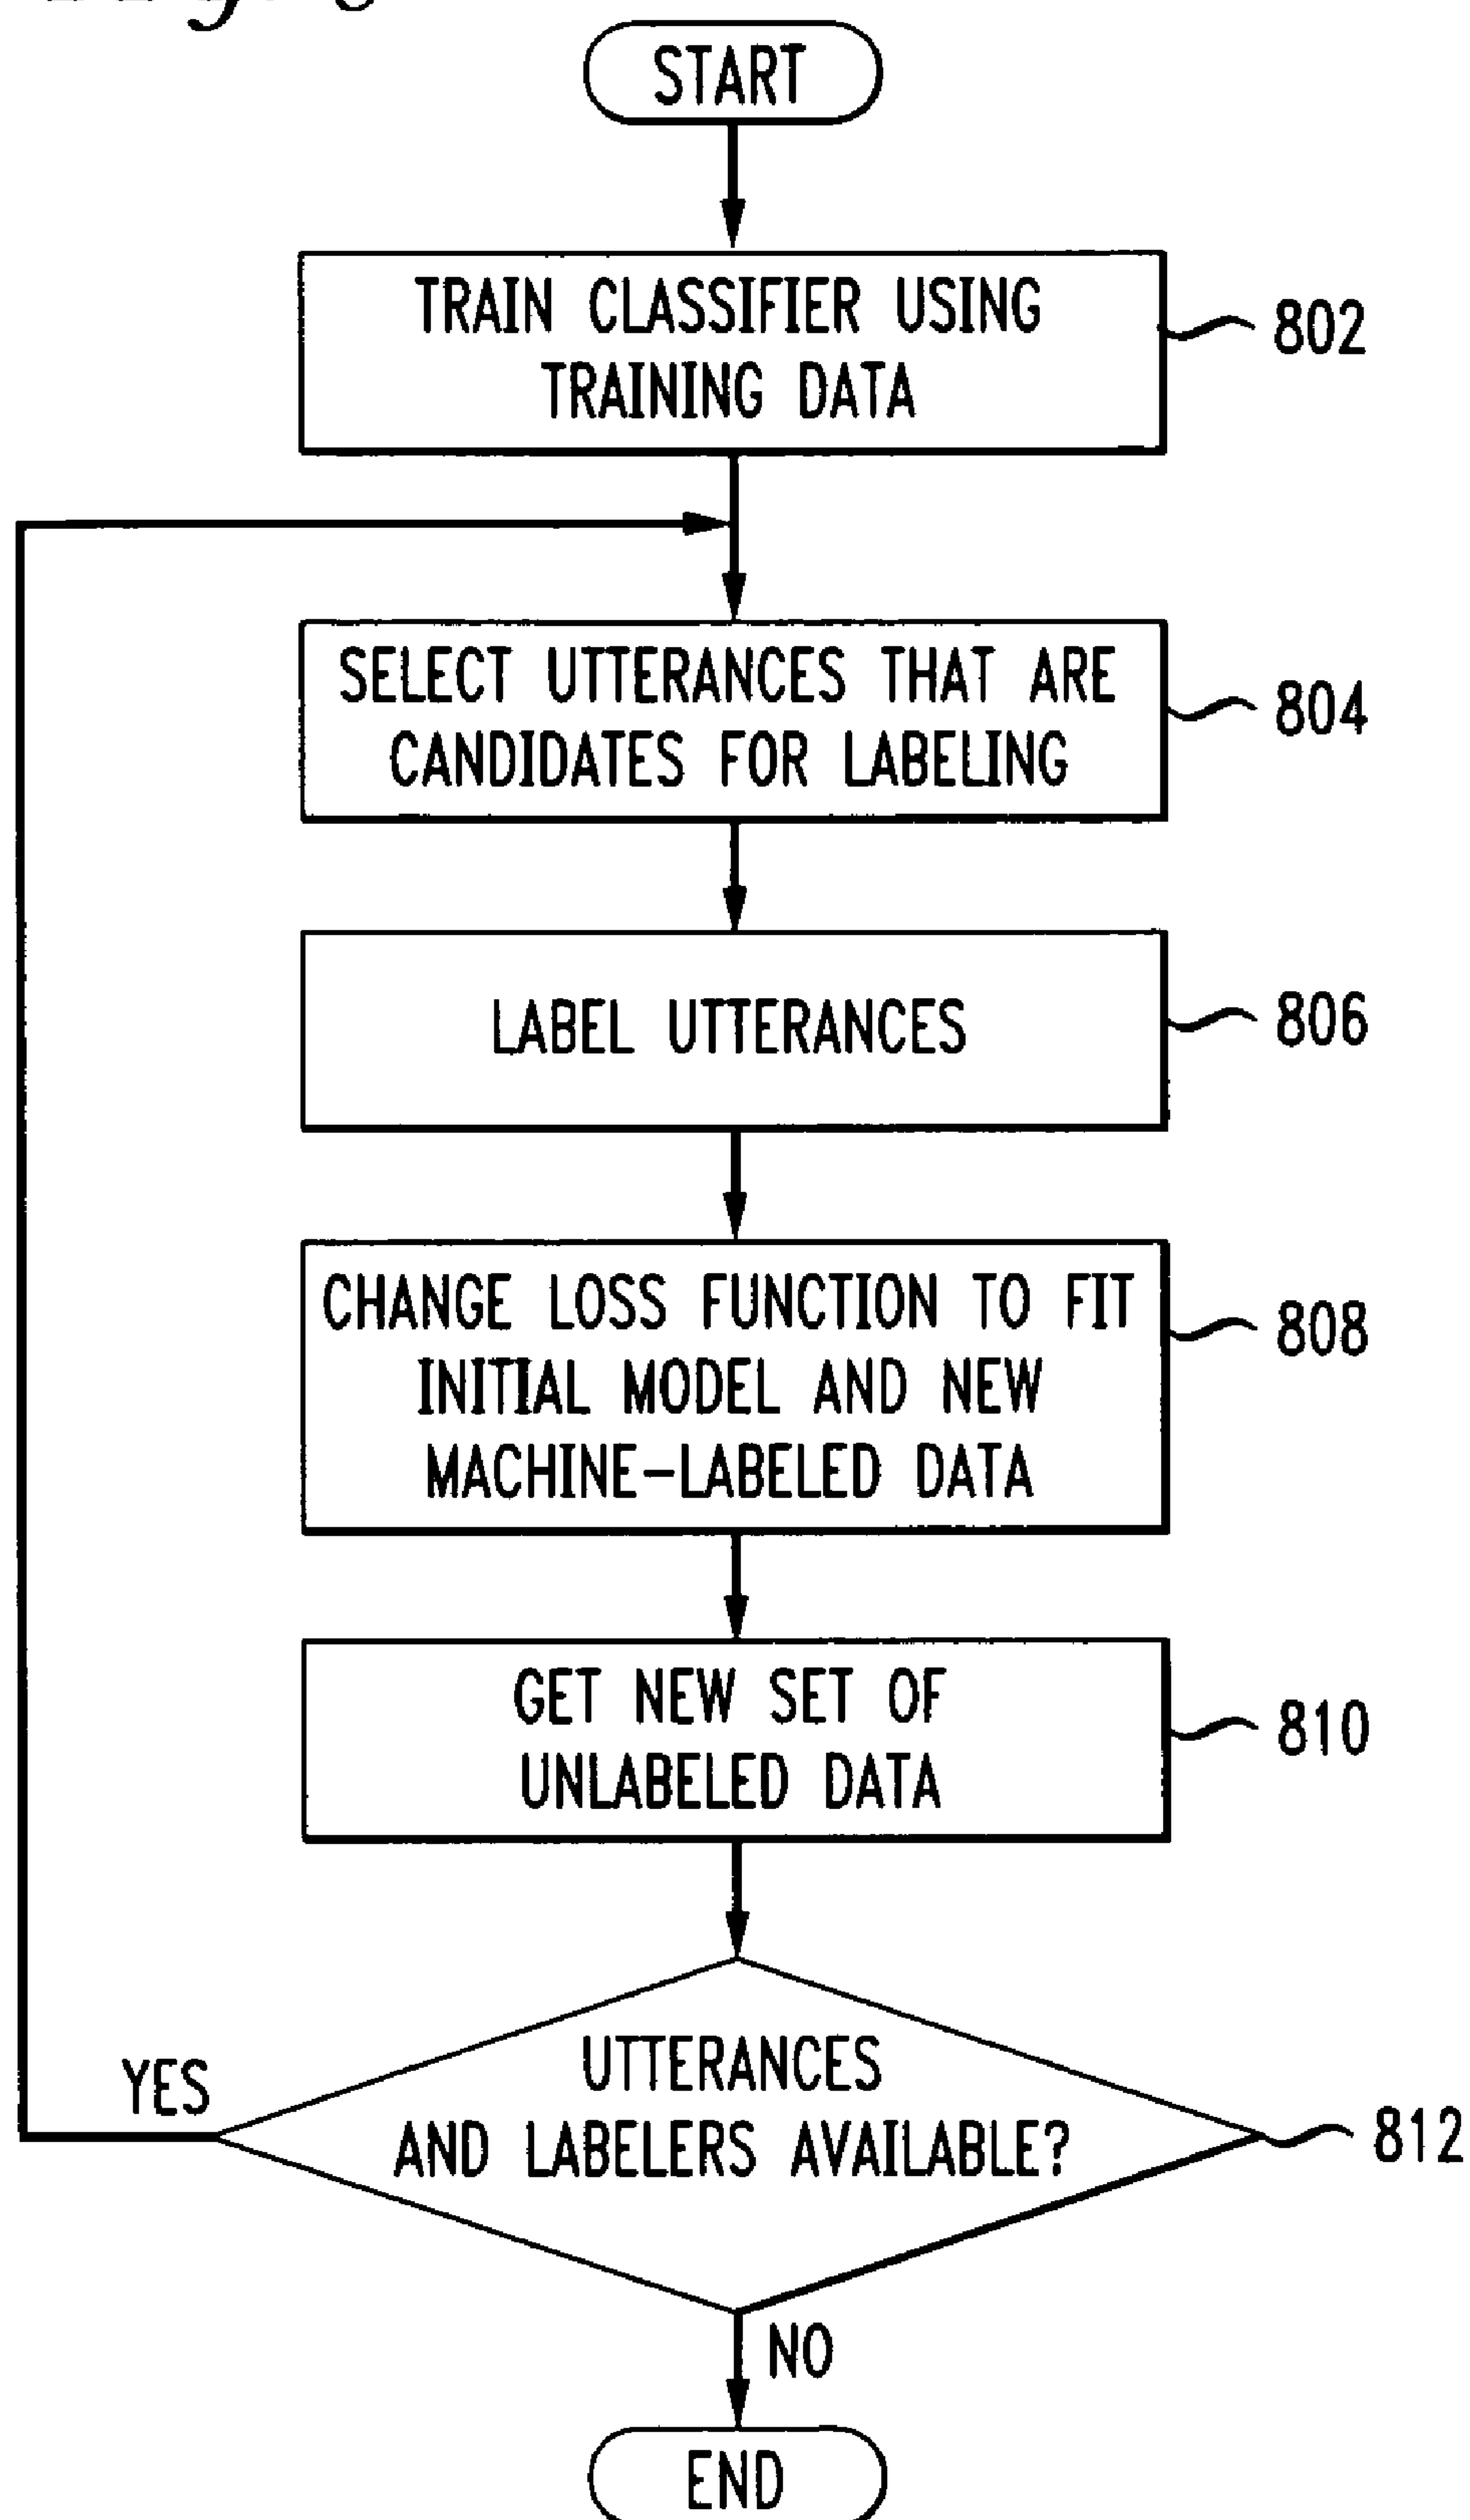 START
TRAIN CLASSIFIER USING
TRAINING DATA
802
SELECT UTTERANCES THAT ARE
CANDIDATES FOR LABELING
804
LABEL UTTERANCES
806
CHANGE LOSS FUNCTION TO FIT
INITIAL MODEL AND NEW
MACHINE-LABELED DATA
808
GET NEW SET OF
UNLABELED DATA
810
UTTERANCES
AND LABELERS AVAILABLE?
812
YES
NO
END